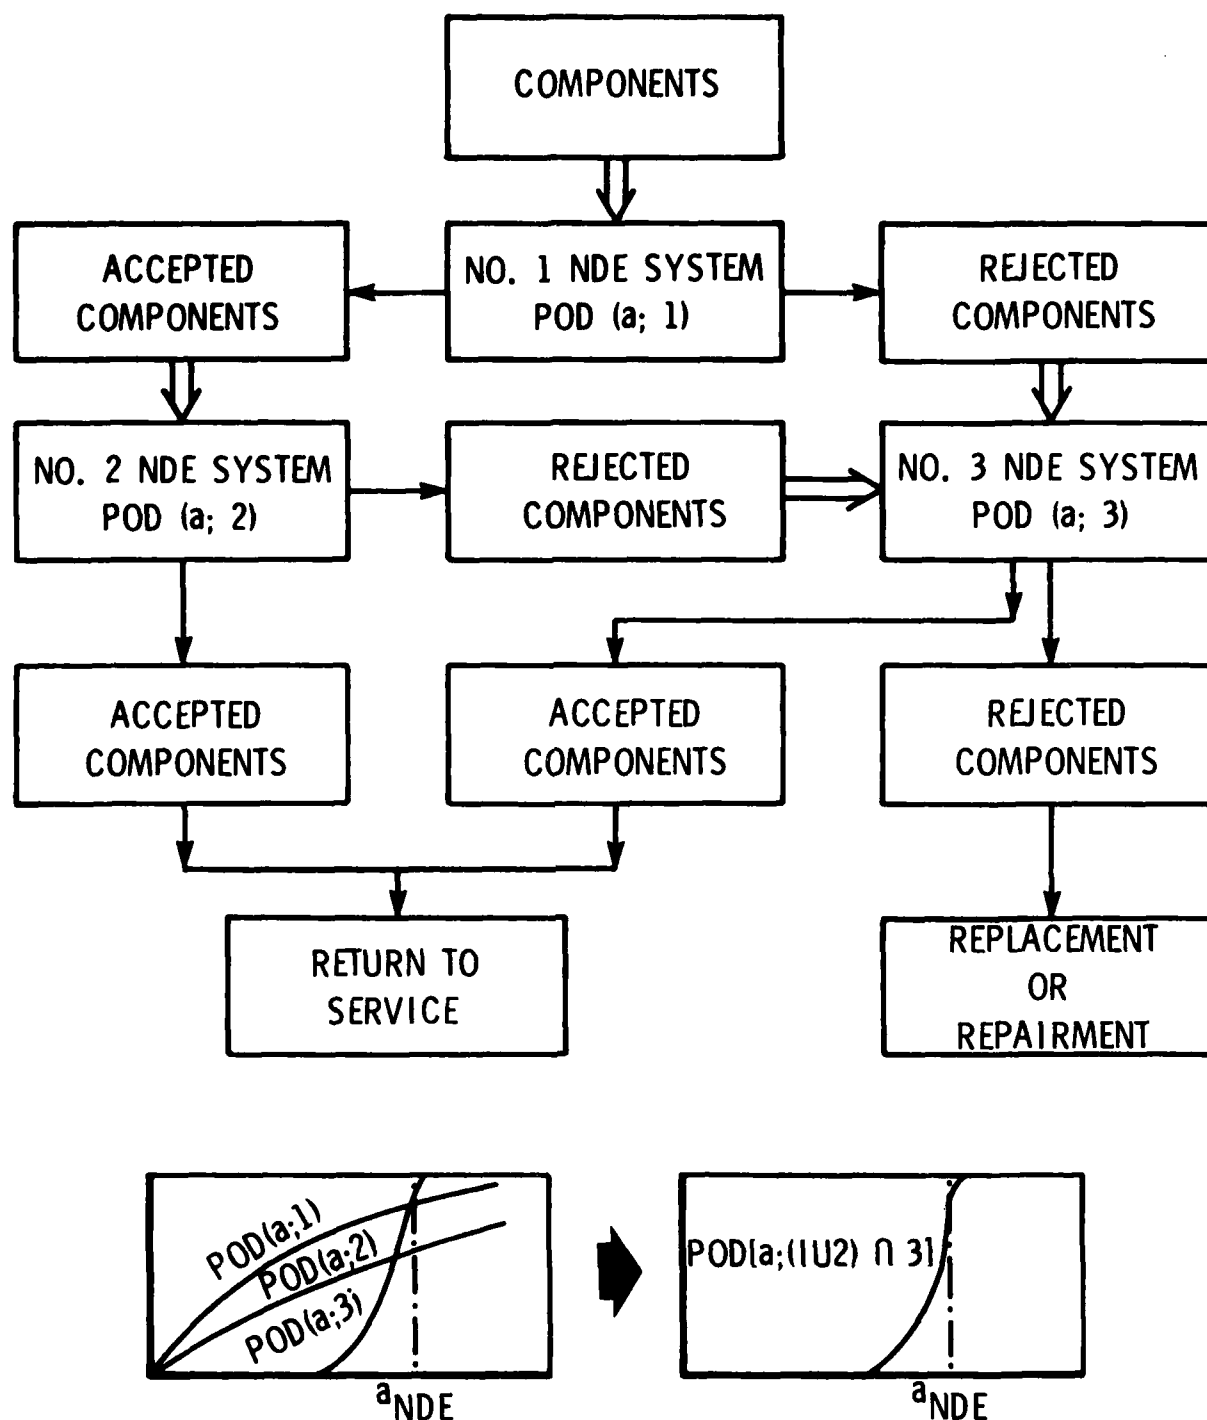 COMPONENTS
ACCEPTED
COMPONENTS
NO. 1 NDE SYSTEM
POD (a; 1)
REJECTED
COMPONENTS
NO. 2 NDE SYSTEM
POD (a; 2)
REJECTED
COMPONENTS
NO. 3 NDE SYSTEM
POD (a; 3)
ACCEPTED
COMPONENTS
ACCEPTED
COMPONENTS
REJECTED
COMPONENTS
RETURN TO
SERVICE
REPLACEMENT
OR
REPAIRMENT
POD(a;1)
POD(a;2)
POD(a;3)
aNDE
POD[a;(1U2) ∩ 3]
aNDE